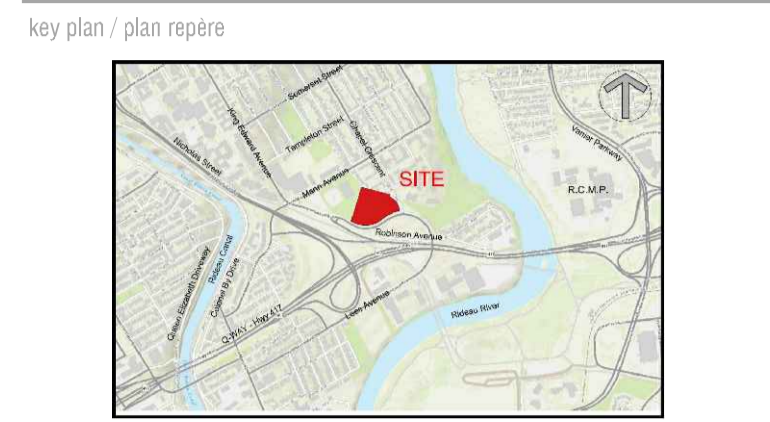 key plan / plan repère
Somerset Street
King Edward Avenue
Templeton Street
Chapel Crescent
Vanier Parkway
Nicholas Street
Mann Avenue
SITE
R.C.M.P.
Robinson Avenue
Queen Elizabeth Driveway
Rideau Canal
Colonel By Drive
Lees Avenue
Q-WAY - Hwy 417
Rideau River